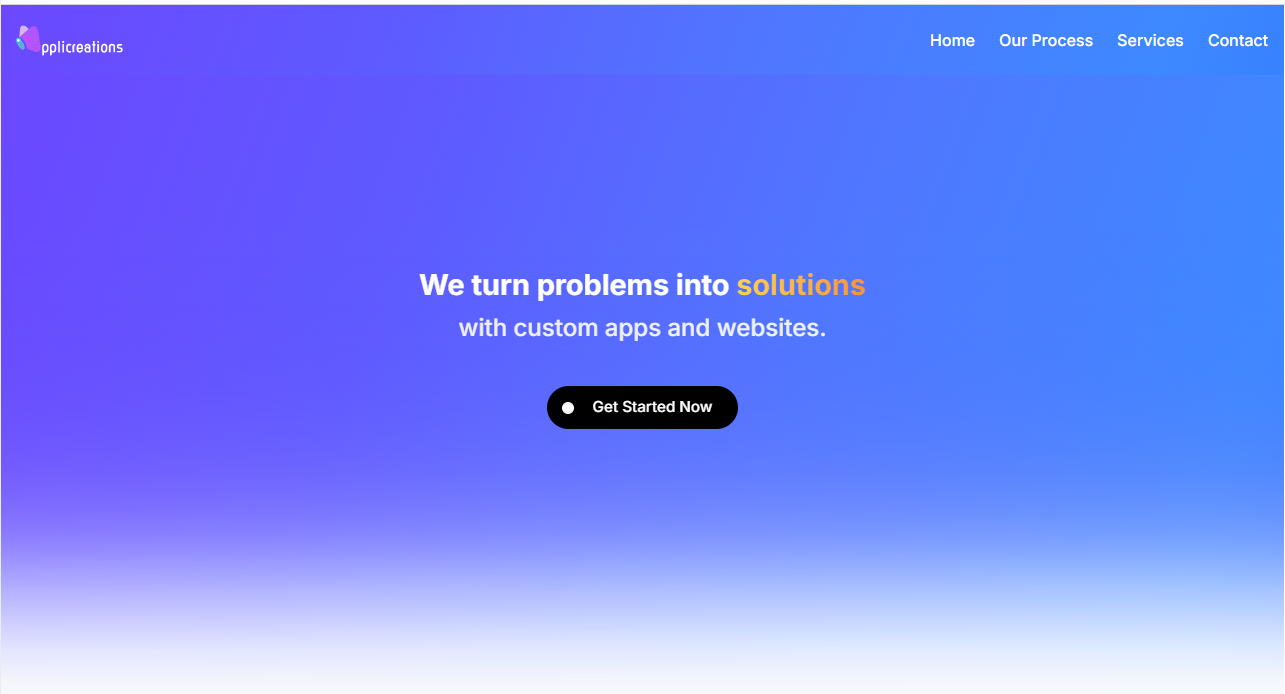 pplicreations
Home
Our Process
Services
Contact
We turn problems into solutions
with custom apps and websites.
Get Started Now